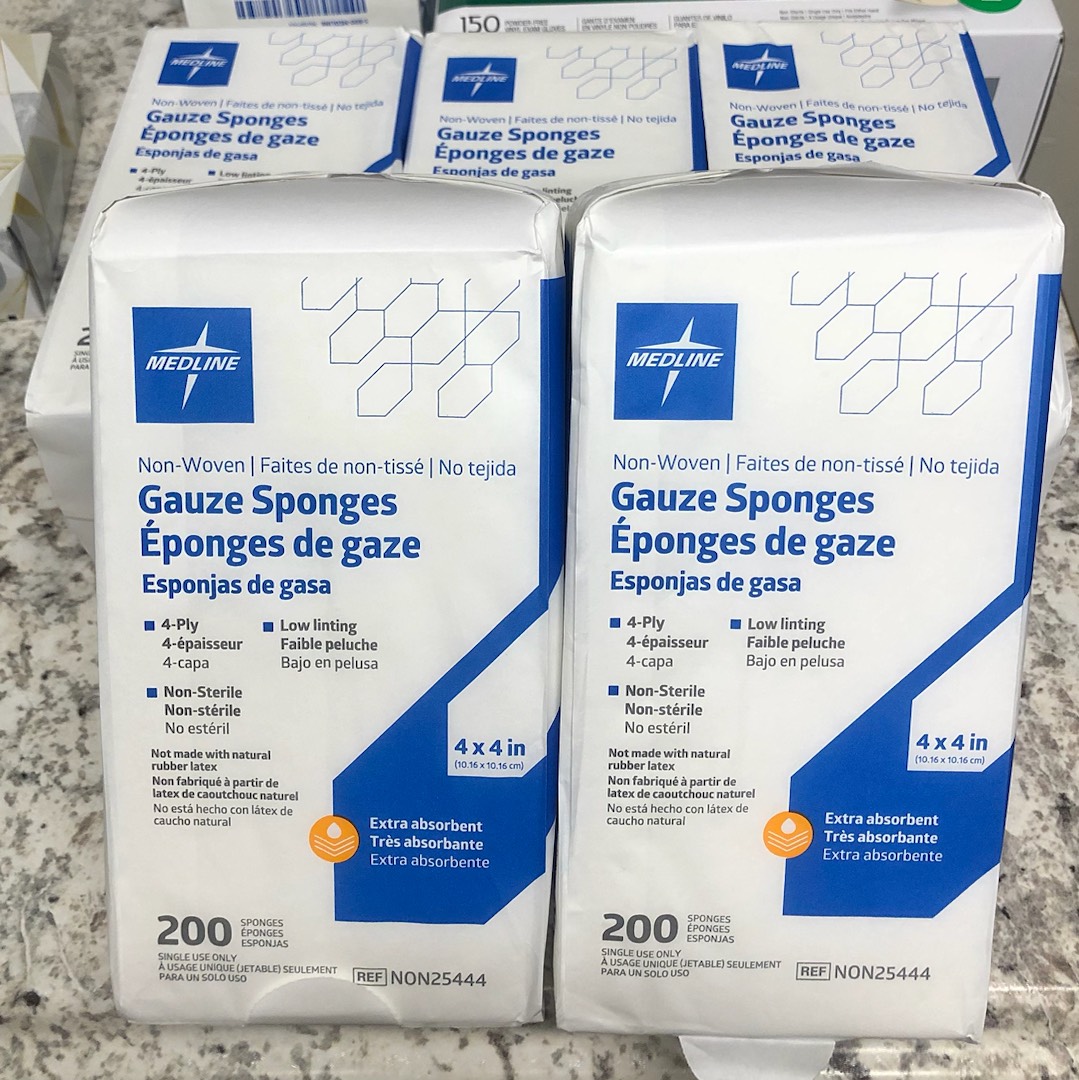 150 POWDER FREE
VINYL EXAM GLOVES
MEDLINE
Non-Woven | Faites de non-tissé | No tejida
Gauze Sponges
Éponges de gaze
Esponjas de gasa
4-Ply
4-épaisseur
Low linting
MEDLINE
Non-Woven | Faites de non-tissé | No tejida
Gauze Sponges
Éponges de gaze
Esponjas de gasa
linting
MEDLINE
Non-Woven | Faites de non-tissé | No tejida
Gauze Sponges
Éponges de gaze
Esponjas de gasa
MEDLINE
Non-Woven | Faites de non-tissé | No tejida
Gauze Sponges
Éponges de gaze
Esponjas de gasa
4-Ply
4-épaisseur
4-capa
Low linting
Faible peluche
Bajo en pelusa
Non-Sterile
Non-stérile
No estéril
Not made with natural
rubber latex
Non fabriqué à partir de
latex de caoutchouc naturel
No está hecho con látex de
caucho natural
4 x 4 in
(10.16 x 10.16 cm)
Extra absorbent
Très absorbante
Extra absorbente
200 SPONGES
ÉPONGES
ESPONJAS
SINGLE USE ONLY
À USAGE UNIQUE (JETABLE) SEULEMENT
PARA UN SOLO USO
REF NON25444
MEDLINE
Non-Woven | Faites de non-tissé | No tejida
Gauze Sponges
Éponges de gaze
Esponjas de gasa
4-Ply
4-épaisseur
4-capa
Low linting
Faible peluche
Bajo en pelusa
Non-Sterile
Non-stérile
No estéril
Not made with natural
rubber latex
Non fabriqué à partir de
latex de caoutchouc naturel
No está hecho con látex de
caucho natural
4 x 4 in
(10.16 x 10.16 cm)
Extra absorbent
Très absorbante
Extra absorbente
200 SPONGES
ÉPONGES
ESPONJAS
SINGLE USE ONLY
À USAGE UNIQUE (JETABLE) SEULEMENT
PARA UN SOLO USO
REF NON25444